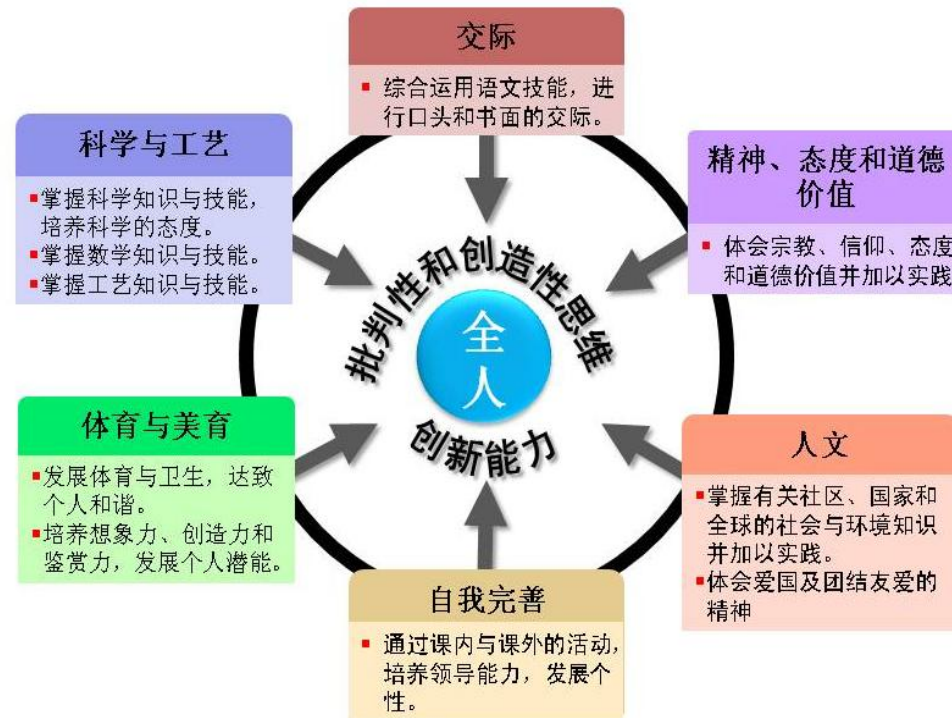 交际
▪ 综合运用语文技能，进
行口头和书面的交际。
科学与工艺
▪掌握科学知识与技能，
培养科学的态度。
▪掌握数学知识与技能。
▪掌握工艺知识与技能。
精神、态度和道德
价值
▪ 体会宗教、信仰、态度
和道德价值并加以实践
批判性和创造性思维
全
人
创新能力
体育与美育
▪发展体育与卫生，达致
个人和谐。
▪培养想象力、创造力和
鉴赏力，发展个人潜能。
人文
▪掌握有关社区、国家和
全球的社会与环境知识
并加以实践。
▪体会爱国及团结友爱的
精神
自我完善
▪ 通过课内与课外的活动，
培养领导能力，发展个
性。